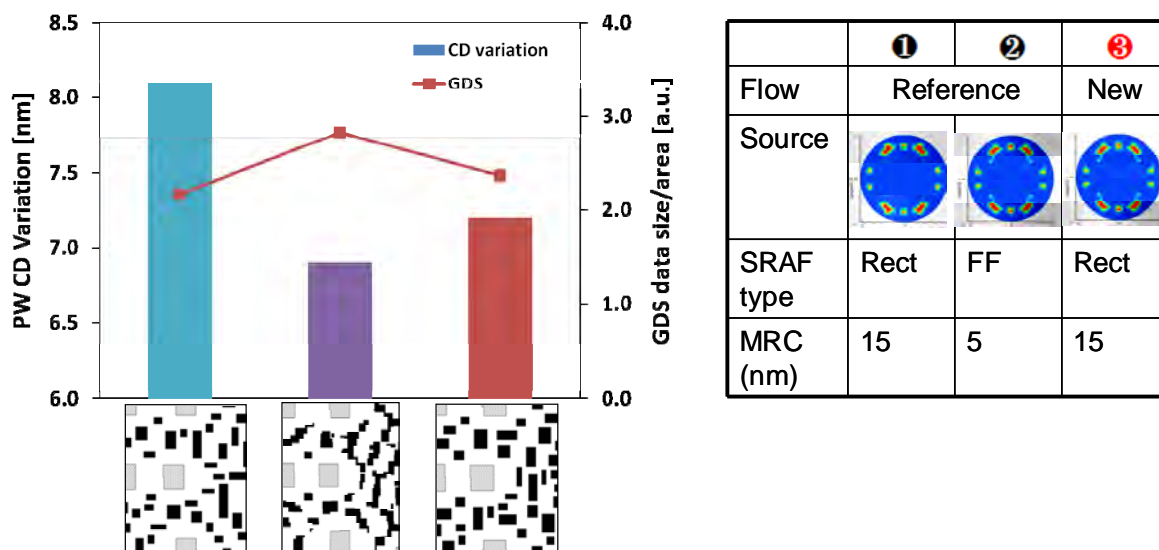 8.5
8.0
7.5
7.0
6.5
6.0
PW CD Variation [nm]
CD variation
GDS
4.0
3.0
2.0
1.0
0.0
GDS data size/area [a.u.]
❶ ❷ ❸
Flow Reference New
Source
SRAF type Rect FF Rect
MRC (nm) 15 5 15